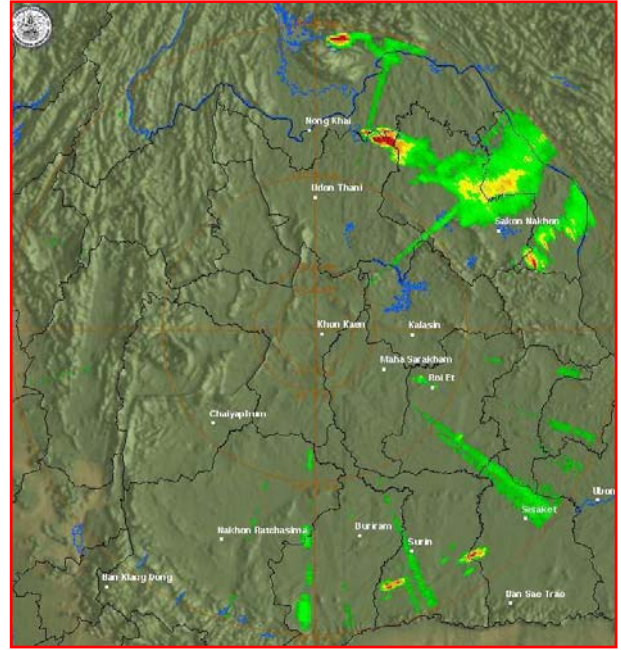 Nong Khai
Udon Thani
Sakon Nakhon
Khon Kaen
Kalasin
Maha Sarakham
Roi Et
Chaiyaphum
Ubon
Sisaket
Nakhon Ratchasima
Buriram
Surin
Ban Klang Dong
Ban Sae Trao